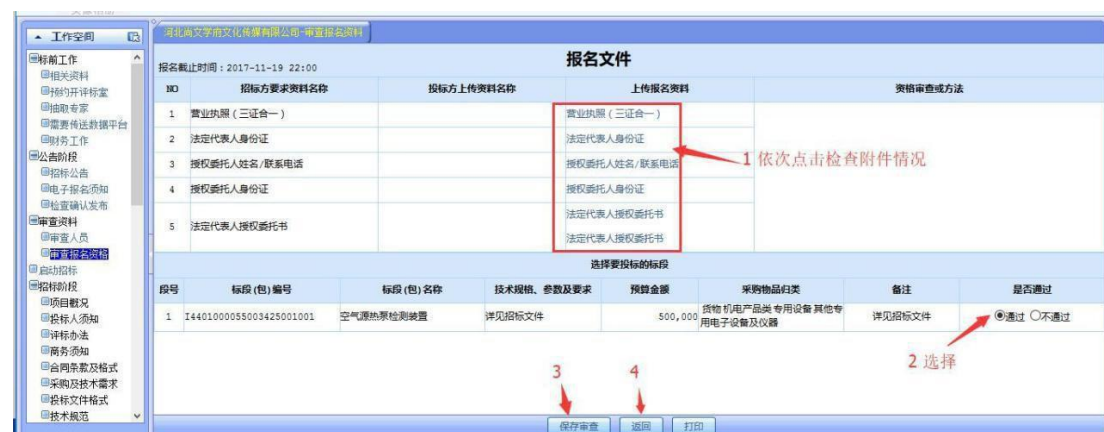 工作空间
河北尚文学府文化传媒有限公司-审查报名资料
标前工作
相关资料
预约开评标室
抽取专家
需要传送数据平台
财务工作
公告阶段
招标公告
电子报名须知
检查确认发布
审查资料
审查人员
审查报名资格
启动招标
招标阶段
项目概况
投标人须知
评标办法
商务须知
合同条款及格式
采购及技术需求
投标文件格式
技术规范
报名文件
报名截止时间：2017-11-19 22:00
NO 招标方要求资料名称 投标方上传资料名称 上传报名资料 资格审查或方法
1 营业执照(三证合一) 营业执照(三证合一)
2 法定代表人身份证 法定代表人身份证
3 授权委托人姓名/联系电话 授权委托人姓名/联系电话
1 依次点击检查附件情况
4 授权委托人身份证 授权委托人身份证
5 法定代表人授权委托书 法定代表人授权委托书
法定代表人授权委托书
选择要投标的标段
段号 标段(包)编号 标段(包)名称 技术规格、参数及要求 预算金额 采购物品归类 备注 是否通过
1 I4401000055003425001001 空气源热泵检测装置 详见招标文件 500,000 货物 机电产品类 专用设备 其他专
用电子设备及仪器 详见招标文件 通过 不通过
2 选择
3 4
保存审查 返回 打印